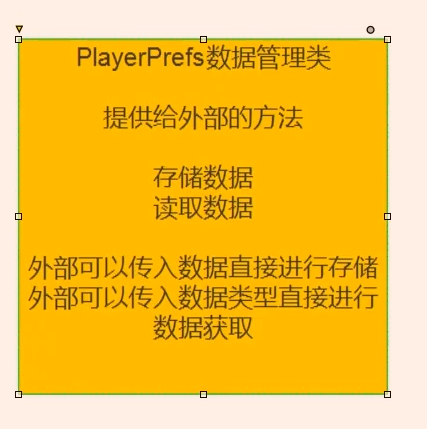 PlayerPrefs数据管理类
提供给外部的方法
存储数据
读取数据
外部可以传入数据直接进行存储
外部可以传入数据类型直接进行
数据获取